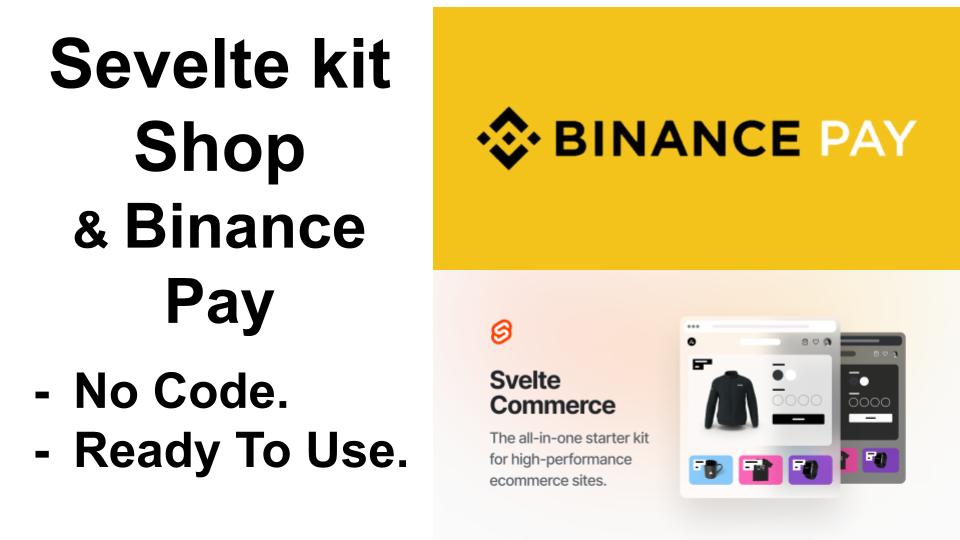 Sevelte kit
Shop
& Binance
Pay
- No Code.
- Ready To Use.
BINANCE PAY
Svelte
Commerce
The all-in-one starter kit
for high-performance
ecommerce sites.